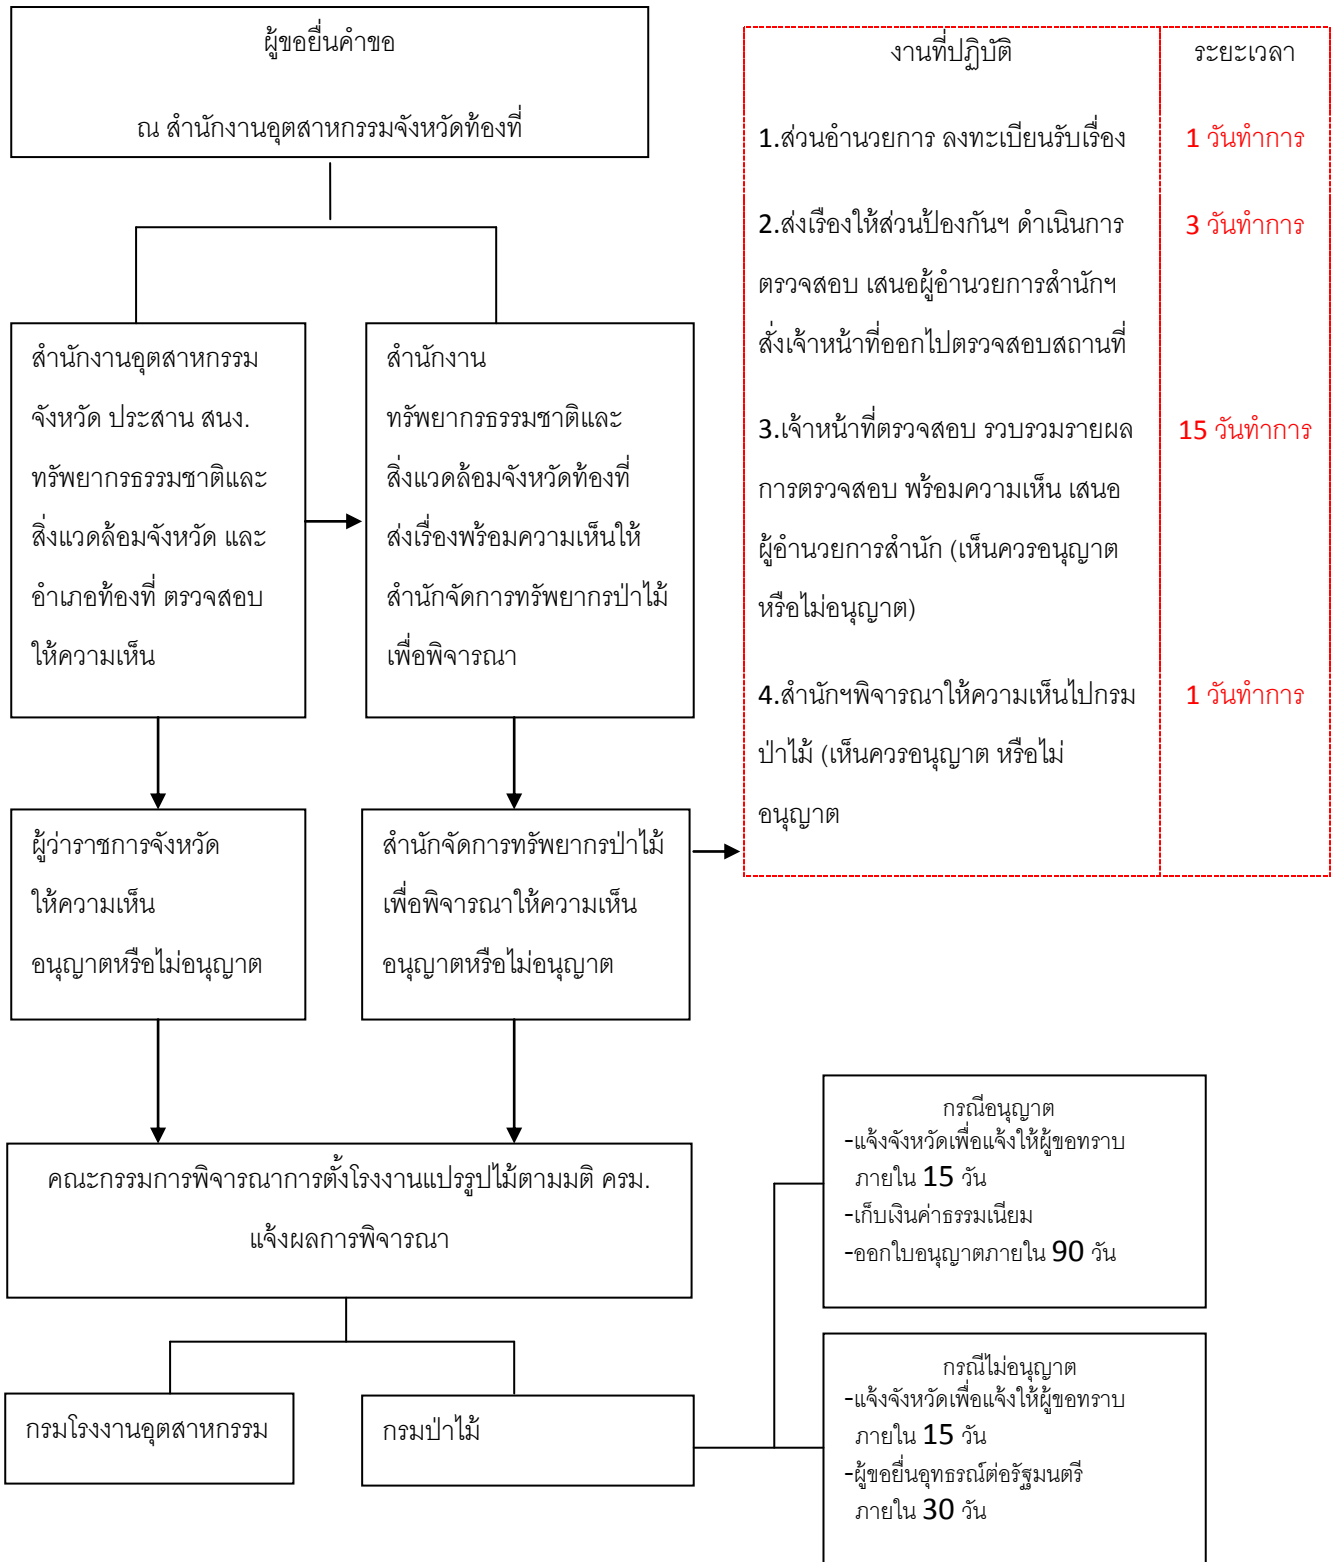 ผู้ขอยื่นคำขอ
ณ สำนักงานอุตสาหกรรมจังหวัดท้องที่
สำนักงานอุตสาหกรรม
จังหวัด ประสาน สนง.
ทรัพยากรธรรมชาติและ
สิ่งแวดล้อมจังหวัด และ
อำเภอท้องที่ ตรวจสอบ
ให้ความเห็น
สำนักงาน
ทรัพยากรธรรมชาติและ
สิ่งแวดล้อมจังหวัดท้องที่
ส่งเรื่องพร้อมความเห็นให้
สำนักจัดการทรัพยากรป่าไม้
เพื่อพิจารณา
ผู้ว่าราชการจังหวัด
ให้ความเห็น
อนุญาตหรือไม่อนุญาต
สำนักจัดการทรัพยากรป่าไม้
เพื่อพิจารณาให้ความเห็น
อนุญาตหรือไม่อนุญาต
งานที่ปฏิบัติ ระยะเวลา
1.ส่วนอำนวยการ ลงทะเบียนรับเรื่อง 1 วันทำการ
2.ส่งเรื่องให้ส่วนป้องกันฯ ดำเนินการ 3 วันทำการ
ตรวจสอบ เสนอผู้อำนวยการสำนักฯ
สั่งเจ้าหน้าที่ออกไปตรวจสอบสถานที่
3.เจ้าหน้าที่ตรวจสอบ รวบรวมรายผล 15 วันทำการ
การตรวจสอบ พร้อมความเห็น เสนอ
ผู้อำนวยการสำนัก (เห็นควรอนุญาต
หรือไม่อนุญาต)
4.สำนักฯพิจารณาให้ความเห็นไปกรม 1 วันทำการ
ป่าไม้ (เห็นควรอนุญาต หรือไม่
อนุญาต
คณะกรรมการพิจารณาการตั้งโรงงานแปรรูปไม้ตามมติ ครม.
แจ้งผลการพิจารณา
กรมโรงงานอุตสาหกรรม
กรมป่าไม้
กรณีอนุญาต
-แจ้งจังหวัดเพื่อแจ้งให้ผู้ขอทราบ
ภายใน 15 วัน
-เก็บเงินค่าธรรมเนียม
-ออกใบอนุญาตภายใน 90 วัน
กรณีไม่อนุญาต
-แจ้งจังหวัดเพื่อแจ้งให้ผู้ขอทราบ
ภายใน 15 วัน
-ผู้ขอยื่นอุทธรณ์ต่อรัฐมนตรี
ภายใน 30 วัน